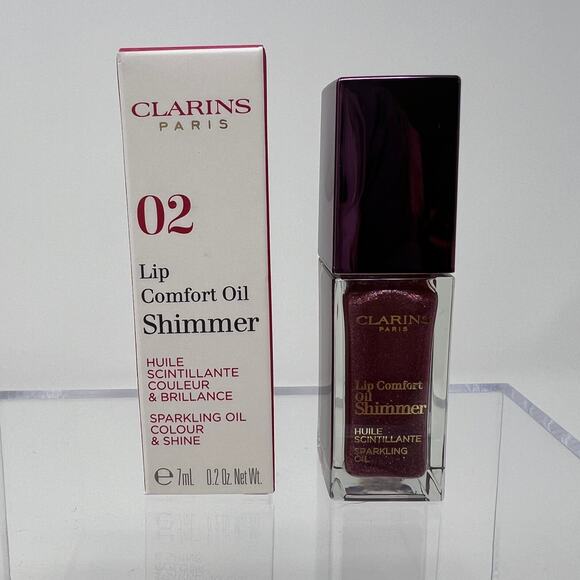 CLARINS
PARIS
02
Lip
Comfort Oil
Shimmer
HUILE
SCINTILLANTE
COULEUR
& BRILLANCE
SPARKLING OIL
COLOUR
& SHINE
℮ 7mL 0.2 Oz. Net Wt.
CLARINS
PARIS
Lip Comfort
Oil
Shimmer
HUILE
SCINTILLANTE
SPARKLING
OIL